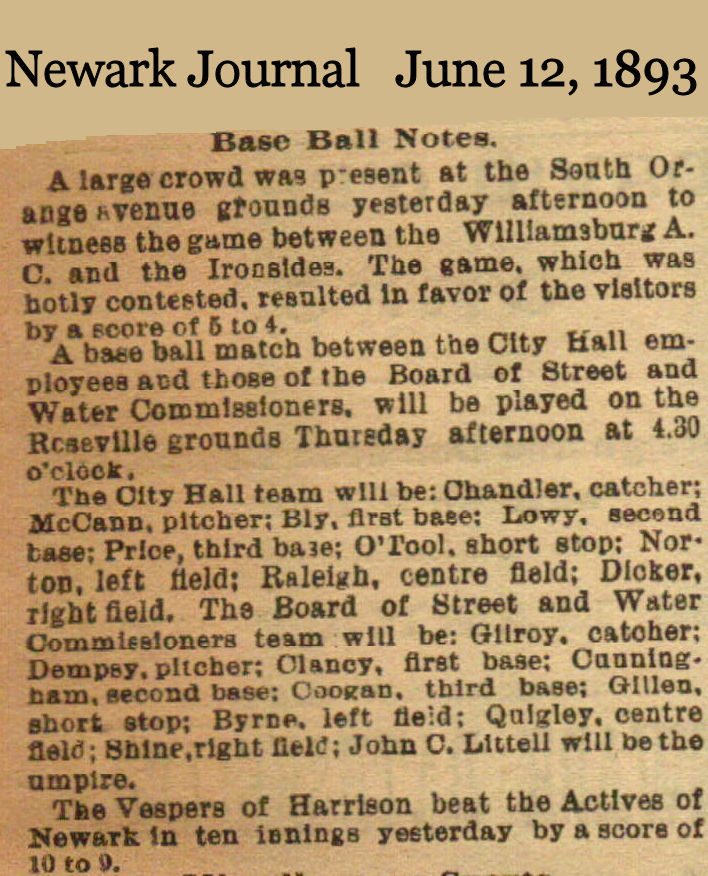 Newark Journal June 12, 1893
Base Ball Notes.
A large crowd was present at the South Or-
ange avenue grounds yesterday afternoon to
witness the game between the Williamsburg A.
C. and the Ironsides. The game, which was
hotly contested, resulted in favor of the visitors
by a score of 5 to 4.
A base ball match between the City Hall em-
ployees and those of the Board of Street and
Water Commissioners, will be played on the
Roseville grounds Thursday afternoon at 4.30
o'clock.
The City Hall team will be: Chandler, catcher;
McCann, pitcher; Bly, first base; Lowy, second
base; Price, third base; O'Tool, short stop; Nor-
ton, left field; Raleigh, centre field; Dicker,
right field. The Board of Street and Water
Commissioners team will be: Gilroy, catcher;
Dempsy, pitcher; Clancy, first base; Cunning-
ham, second base; Coogan, third base; Gillen,
short stop; Byrne, left field; Quigley, centre
field; Shine, right field; John C. Littell will be the
umpire.
The Vespers of Harrison beat the Actives of
Newark in ten innings yesterday by a score of
10 to 9.